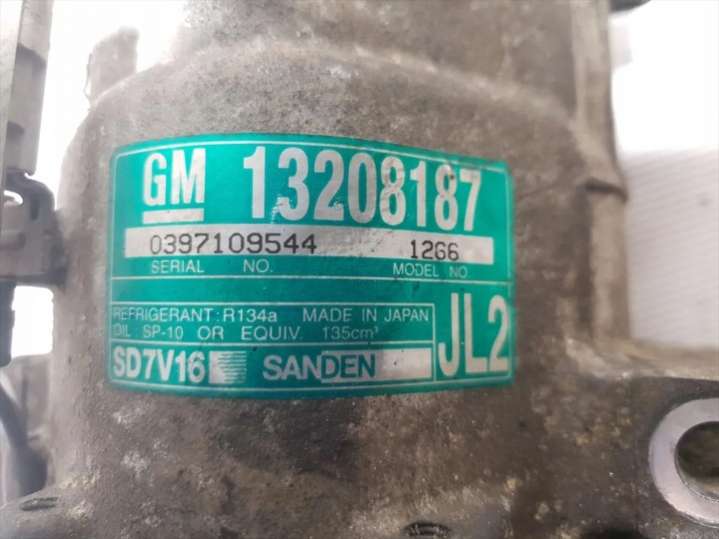 GM 13208187
0397109544 12G6
SERIAL NO. MODEL NO.
REFRIGERANT: R134a MADE IN JAPAN
OIL SP-10 OR EQUIV. 135cm³
SD7V16 SANDEN JL2